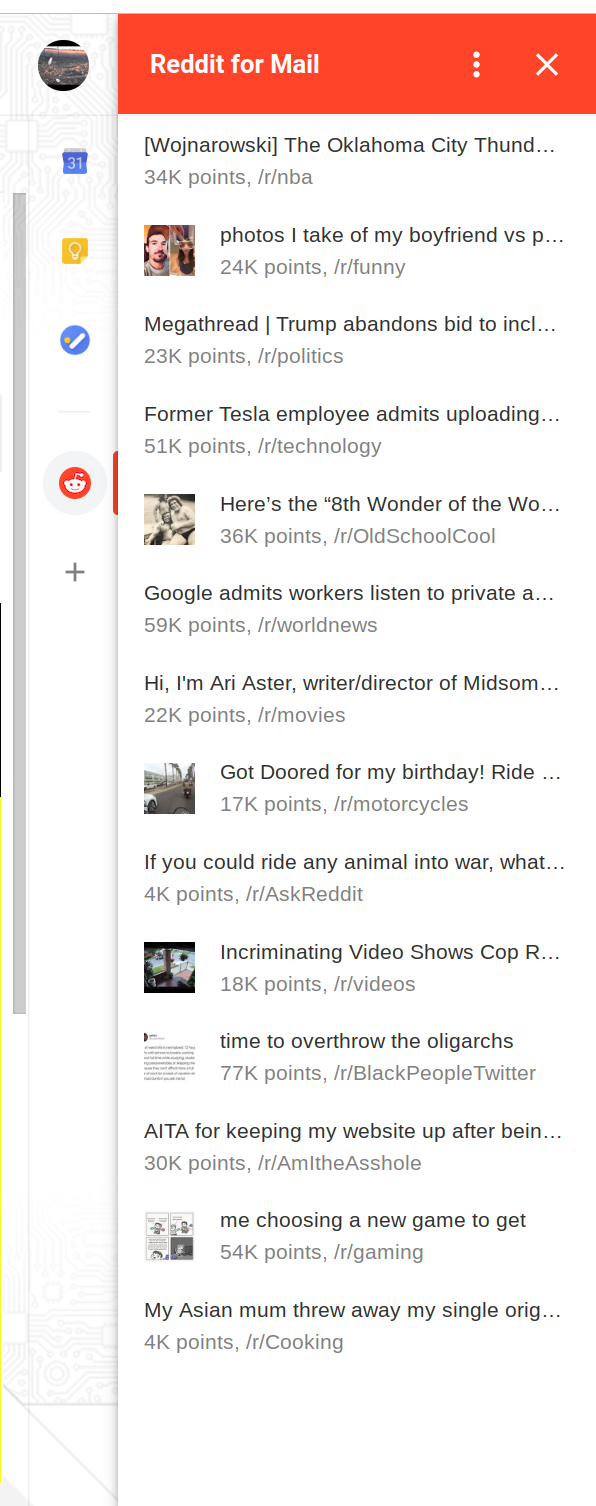 Reddit for Mail
31
[Wojnarowski] The Oklahoma City Thund…
34K points, /r/nba
photos I take of my boyfriend vs p…
24K points, /r/funny
Megathread | Trump abandons bid to incl…
23K points, /r/politics
Former Tesla employee admits uploading…
51K points, /r/technology
Here’s the “8th Wonder of the Wo…
36K points, /r/OldSchoolCool
Google admits workers listen to private a…
59K points, /r/worldnews
Hi, I'm Ari Aster, writer/director of Midsom…
22K points, /r/movies
Got Doored for my birthday! Ride …
17K points, /r/motorcycles
If you could ride any animal into war, what…
4K points, /r/AskReddit
Incriminating Video Shows Cop R…
18K points, /r/videos
time to overthrow the oligarchs
77K points, /r/BlackPeopleTwitter
AITA for keeping my website up after bein…
30K points, /r/AmItheAsshole
me choosing a new game to get
54K points, /r/gaming
My Asian mum threw away my single orig…
4K points, /r/Cooking